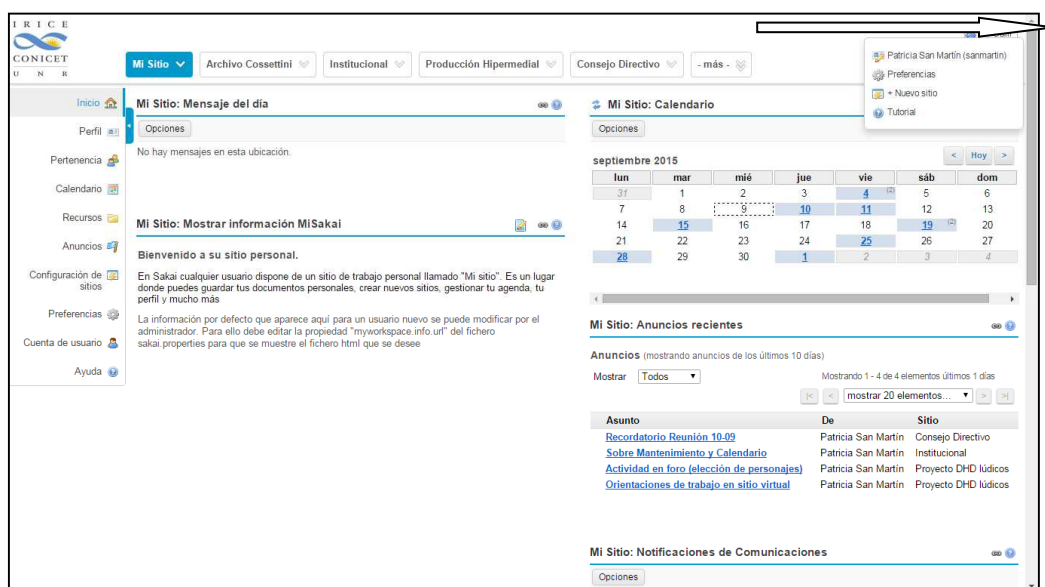 I R I C E
CONICET
U N R
Mi Sitio
Archivo Cossettini
Institucional
Producción Hipermedial
Consejo Directivo
- más -
Patricia San Martín (sanmartin)
Preferencias
+ Nuevo sitio
Tutorial
Inicio
Perfil
Pertenencia
Calendario
Recursos
Anuncios
Configuración de
sitios
Preferencias
Cuenta de usuario
Ayuda
Mi Sitio: Mensaje del día
Opciones
No hay mensajes en esta ubicación.
Mi Sitio: Mostrar información MiSakai
Bienvenido a su sitio personal.
En Sakai cualquier usuario dispone de un sitio de trabajo personal llamado "Mi sitio". Es un lugar
donde puedes guardar tus documentos personales, crear nuevos sitios, gestionar tu agenda, tu
perfil y mucho más
La información por defecto que aparece aquí para un usuario nuevo se puede modificar por el
administrador. Para ello debe editar la propiedad "myworkspace.info.url" del fichero
sakai.properties para que se muestre el fichero html que se desee
Mi Sitio: Calendario
Opciones
septiembre 2015
< Hoy >
lun mar mié jue vie sáb dom
31 1 2 3 4 (2) 5 6
7 8 9 10 11 12 13
14 15 16 17 18 19 (2) 20
21 22 23 24 25 26 27
28 29 30 1 2 3 4
Mi Sitio: Anuncios recientes
Anuncios (mostrando anuncios de los últimos 10 días)
Mostrar Todos
Mostrando 1 - 4 de 4 elementos últimos 1 días
|< < mostrar 20 elementos... > >|
Asunto De Sitio
Recordatorio Reunión 10-09 Patricia San Martín Consejo Directivo
Sobre Mantenimiento y Calendario Patricia San Martín Institucional
Actividad en foro (elección de personajes) Patricia San Martín Proyecto DHD lúdicos
Orientaciones de trabajo en sitio virtual Patricia San Martín Proyecto DHD lúdicos
Mi Sitio: Notificaciones de Comunicaciones
Opciones